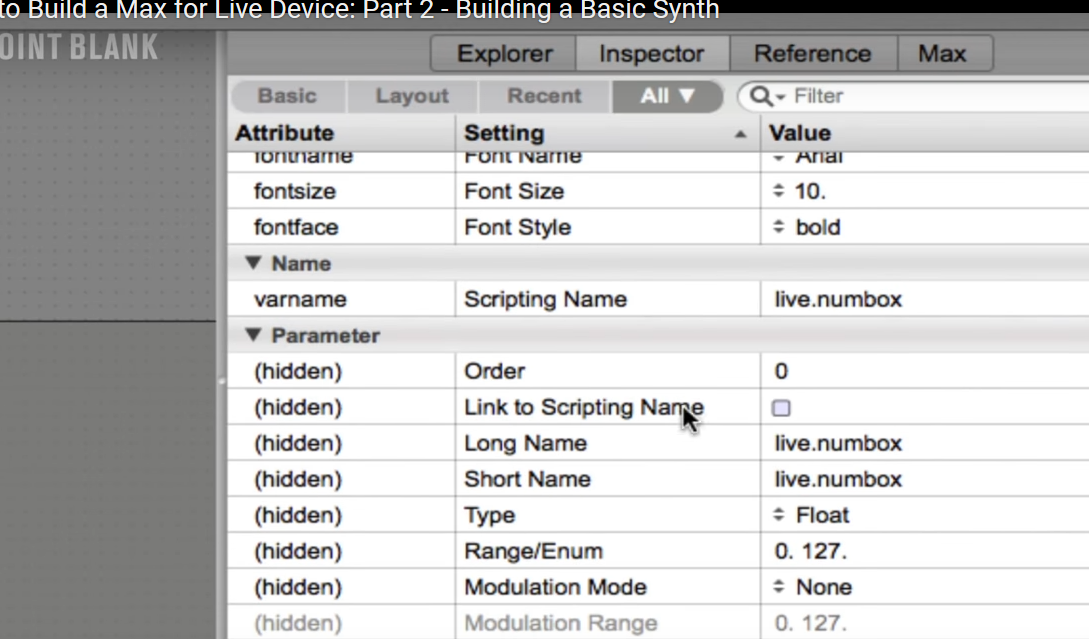 to Build a Max for Live Device: Part 2 - Building a Basic Synth
OINT BLANK
Explorer Inspector Reference Max
Basic Layout Recent All ▼ Filter
Attribute Setting Value
fontname Font Name Arial
fontsize Font Size 10.
fontface Font Style bold
▼ Name
varname Scripting Name live.numbox
▼ Parameter
(hidden) Order 0
(hidden) Link to Scripting Name
(hidden) Long Name live.numbox
(hidden) Short Name live.numbox
(hidden) Type Float
(hidden) Range/Enum 0. 127.
(hidden) Modulation Mode None
(hidden) Modulation Range 0. 127.